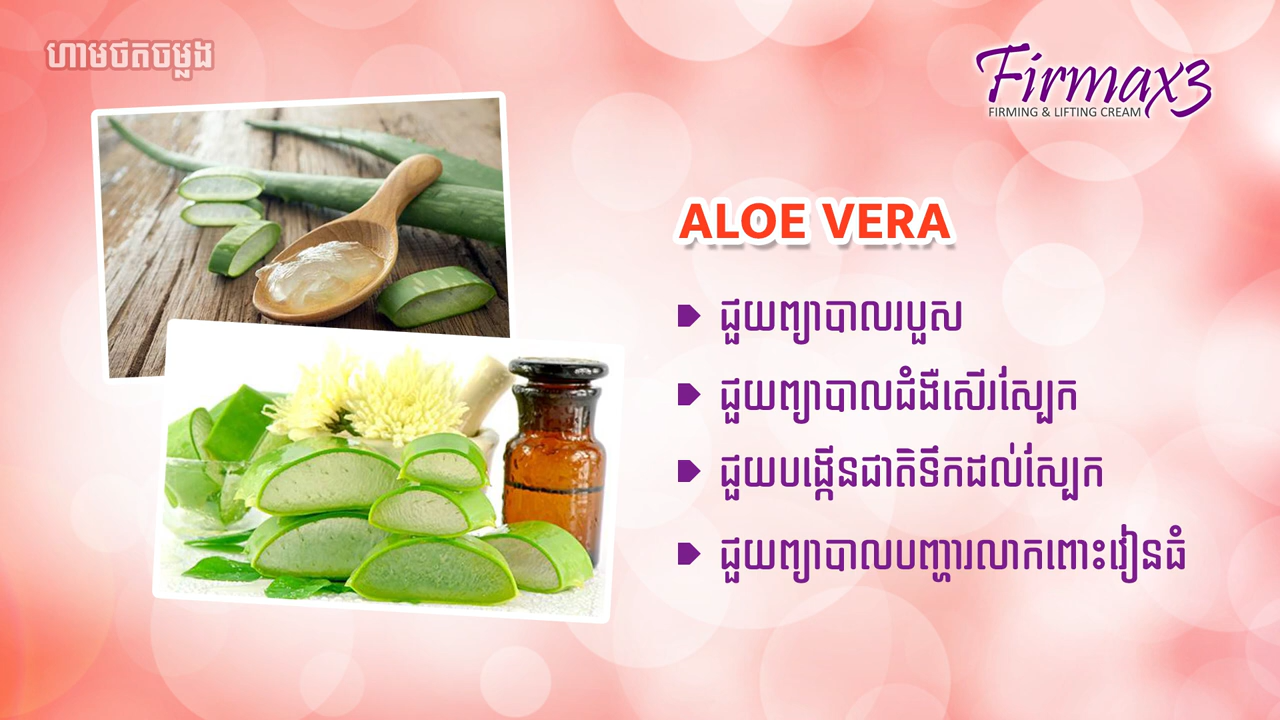 ហាមថតចម្លង
Firmax3
FIRMING & LIFTING CREAM
ALOE VERA
ជួយព្យាបាលរបួស
ជួយព្យាបាលជំងឺសើរស្បែក
ជួយបង្កើនជាតិទឹកដល់ស្បែក
ជួយព្យាបាលបញ្ហារលាកពោះវៀនធំ